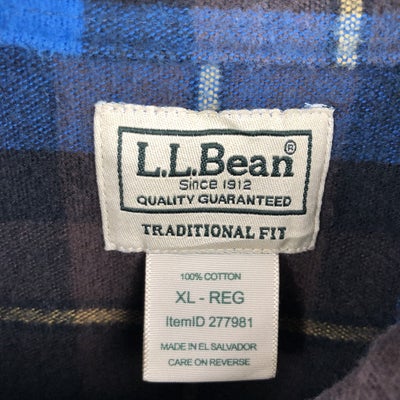 L.L.Bean®
Since 1912
QUALITY GUARANTEED
TRADITIONAL FIT
100% COTTON
XL - REG
ItemID 277981
MADE IN EL SALVADOR
CARE ON REVERSE